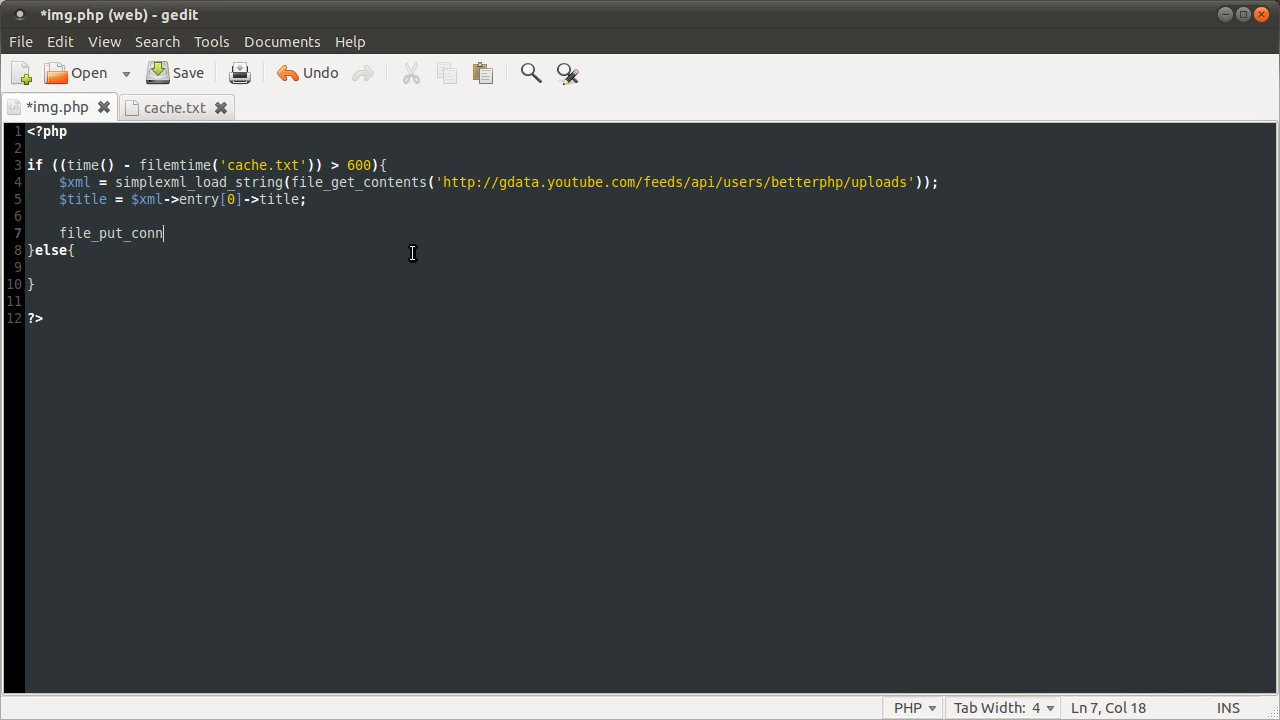 *img.php (web) - gedit
File Edit View Search Tools Documents Help
Open Save Undo
*img.php cache.txt
1 <?php
2
3 if ((time() - filemtime('cache.txt')) > 600){
4 $xml = simplexml_load_string(file_get_contents('http://gdata.youtube.com/feeds/api/users/betterphp/uploads'));
5 $title = $xml->entry[0]->title;
6
7 file_put_conn
8 }else{
9
10 }
11
12 ?>
PHP Tab Width: 4 Ln 7, Col 18 INS